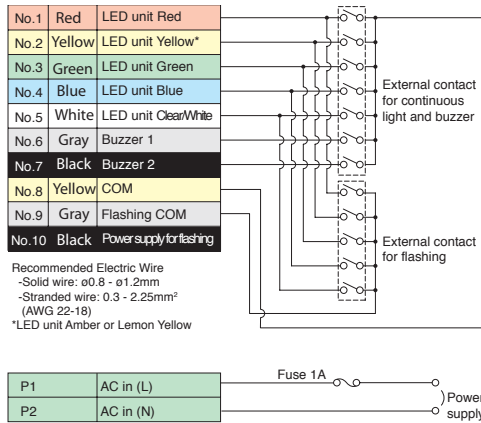 No.1 Red LED unit Red
No.2 Yellow LED unit Yellow*
No.3 Green LED unit Green
No.4 Blue LED unit Blue
No.5 White LED unit Clear/White
No.6 Gray Buzzer 1
No.7 Black Buzzer 2
No.8 Yellow COM
No.9 Gray Flashing COM
No.10 Black Power supply for flashing
External contact
for continuous
light and buzzer
External contact
for flashing
Recommended Electric Wire
-Solid wire: ø0.8 - ø1.2mm
-Stranded wire: 0.3 - 2.25mm²
(AWG 22-18)
*LED unit Amber or Lemon Yellow
Fuse 1A
P1 AC in (L)
P2 AC in (N)
Power
supply